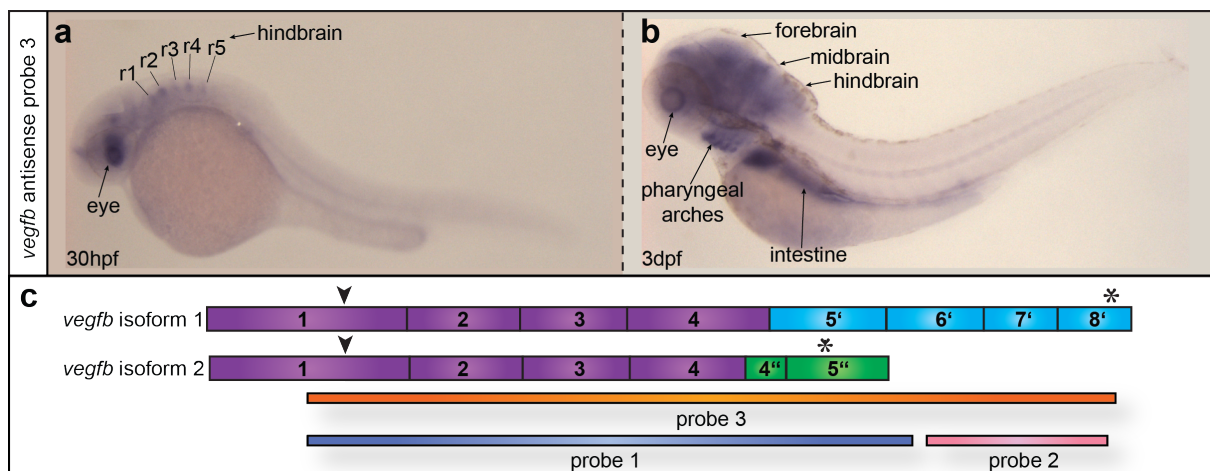 vegfb antisense probe 3
a
r1 r2 r3 r4 r5
hindbrain
eye
30hpf
b
forebrain
midbrain
hindbrain
eye
pharyngeal
arches
intestine
3dpf
c
vegfb isoform 1 1 2 3 4 5‘ 6‘ 7‘ 8‘ *
vegfb isoform 2 1 2 3 4 4“ 5“ *
probe 3
probe 1 probe 2